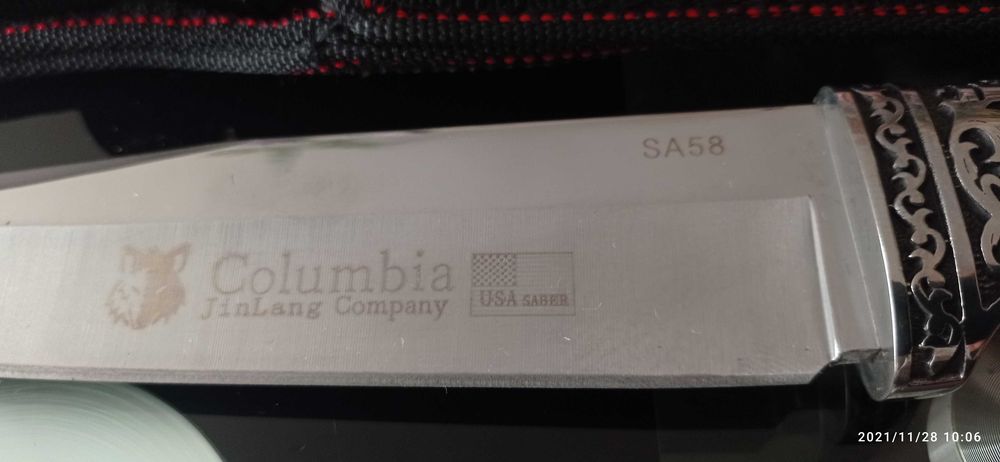 SA58
Columbia
JinLang Company
USA SABER
2021/11/28 10:06